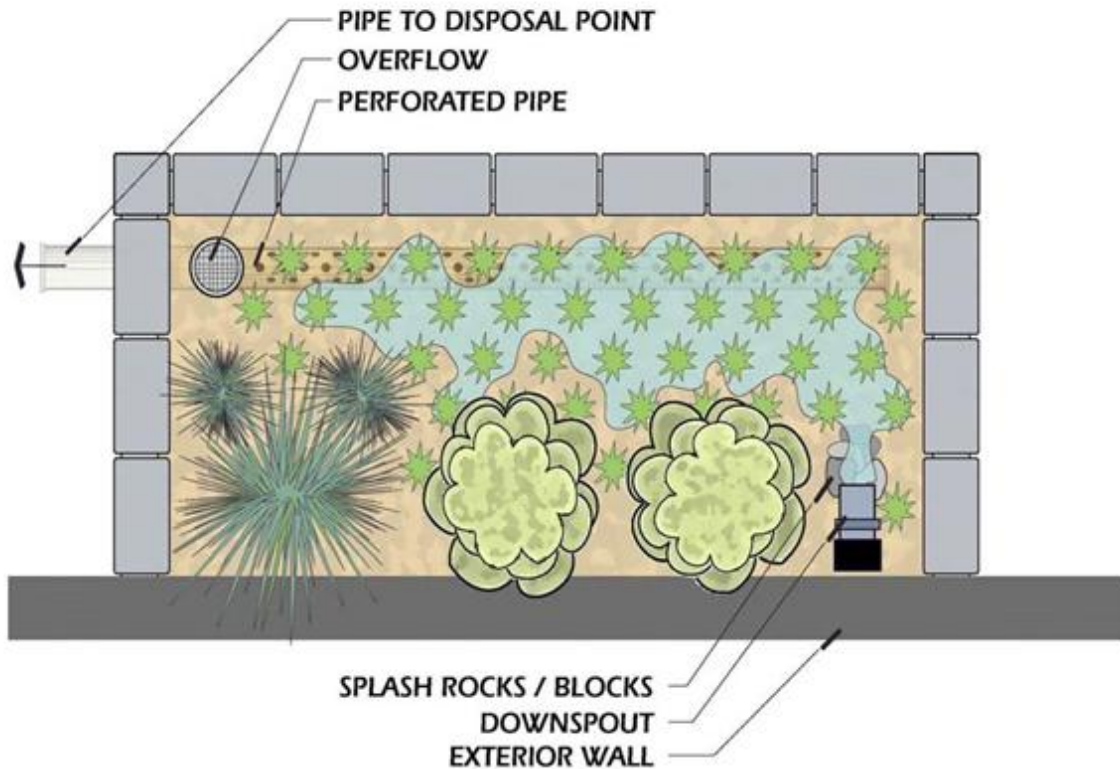 PIPE TO DISPOSAL POINT
OVERFLOW
PERFORATED PIPE
SPLASH ROCKS / BLOCKS
DOWNSPOUT
EXTERIOR WALL